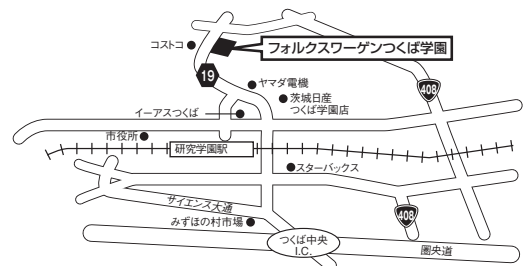 コストコ
フォルクスワーゲンつくば学園
19
ヤマダ電機
408
茨城日産
つくば学園店
イーアスつくば
市役所
研究学園駅
スターバックス
サイエンス大通
408
みずほの村市場
つくば中央
I.C.
圏央道